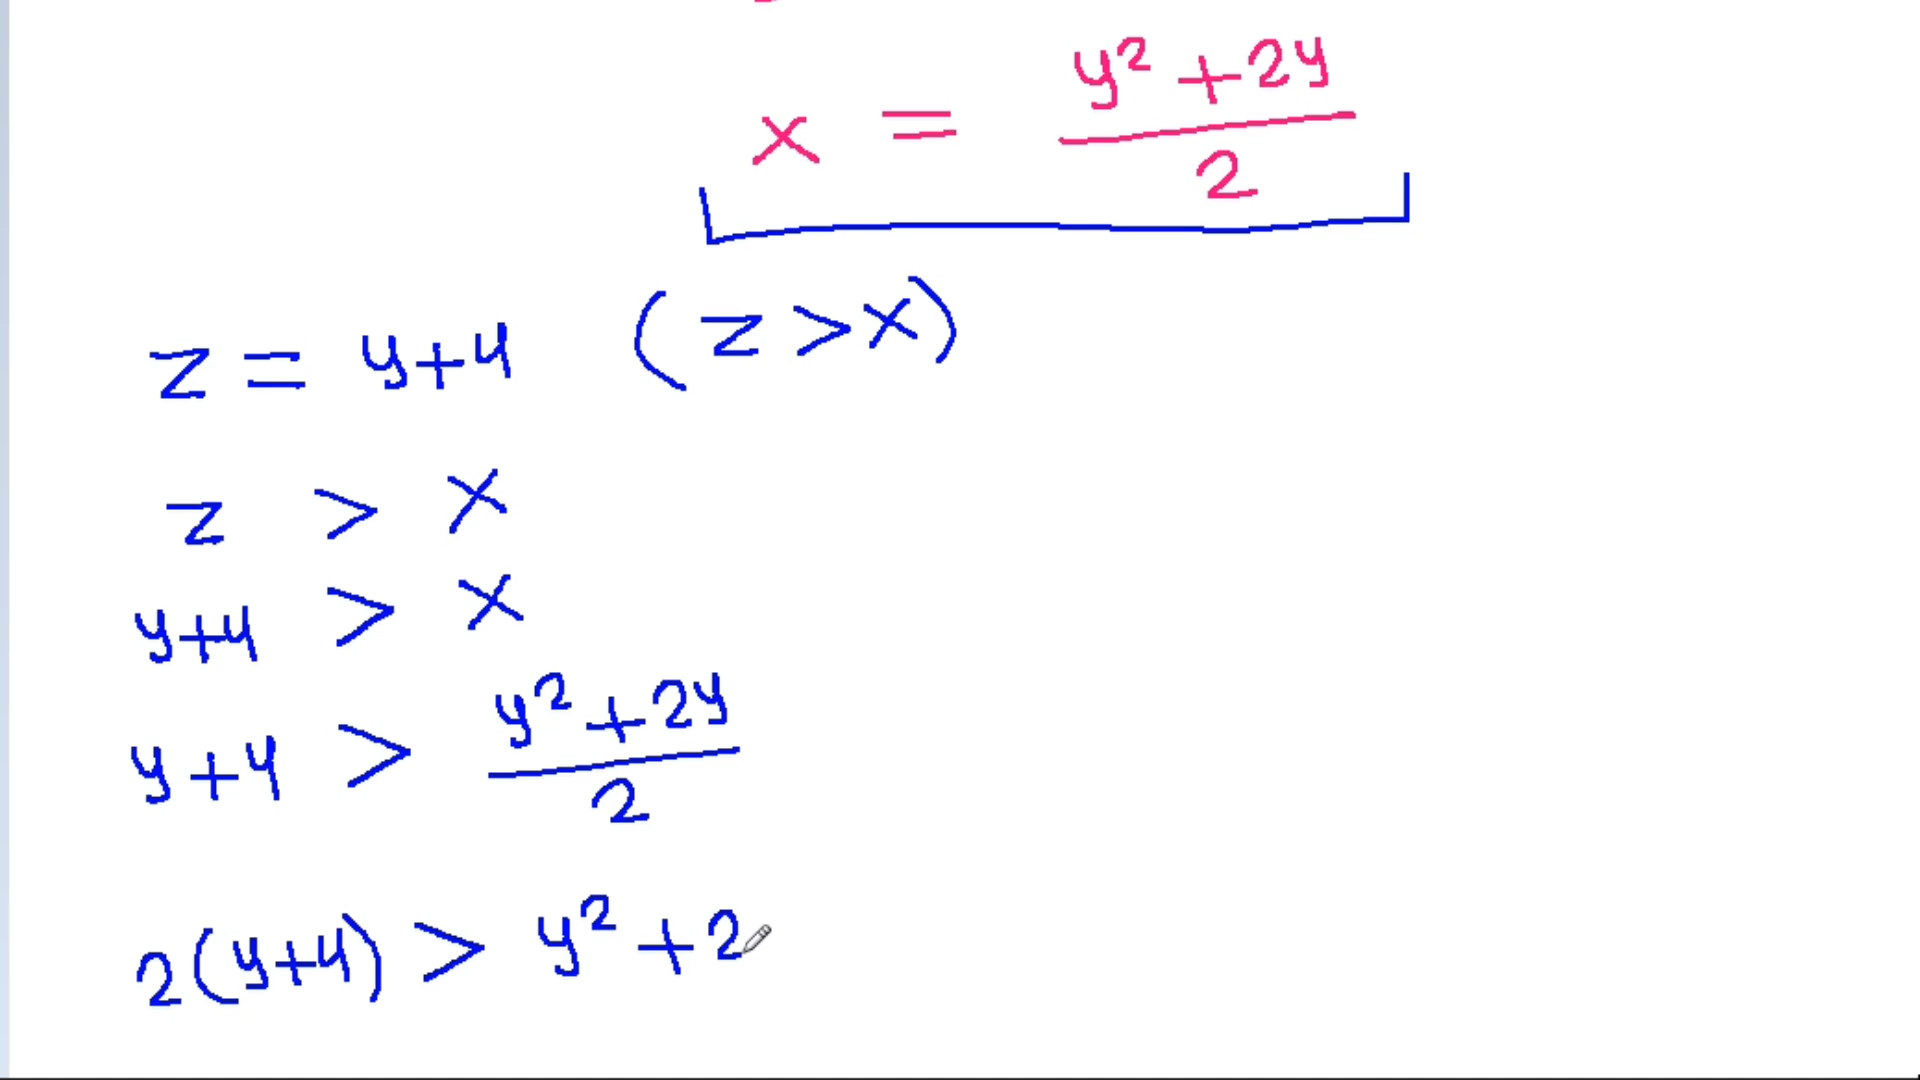 x = (y² + 2y)/2
z = y+4 (z > x)
z > x
y+4 > x
y+4 > (y² + 2y)/2
2(y+4) > y² + 2